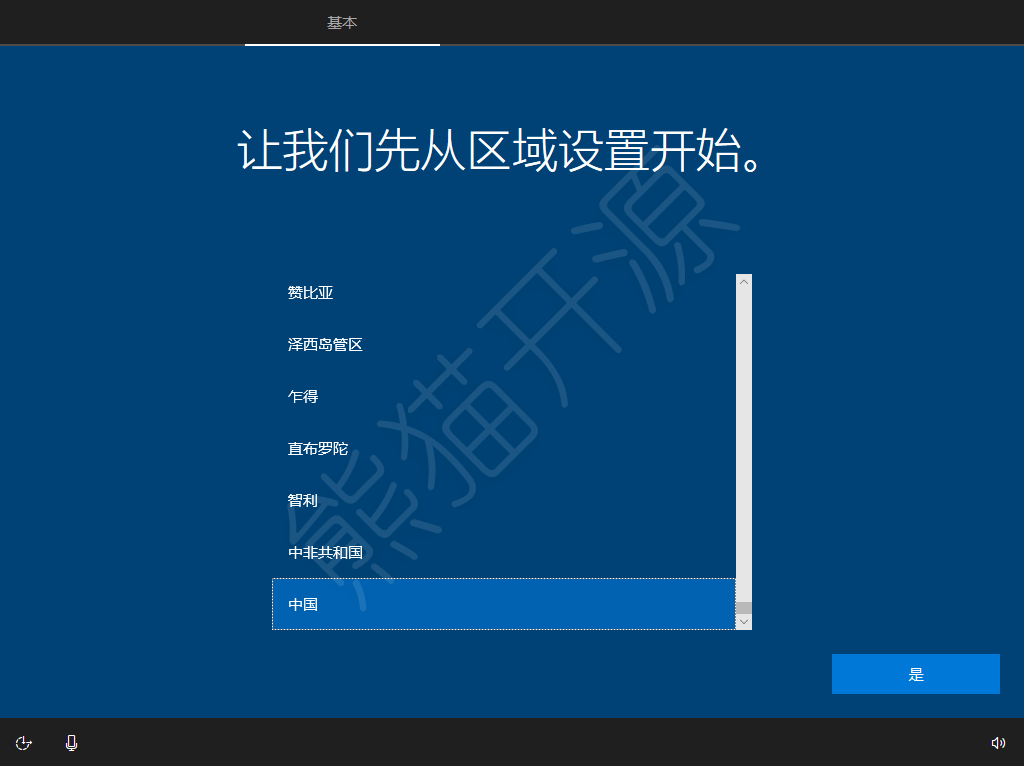 基本
让我们先从区域设置开始。
赞比亚
泽西岛管区
乍得
直布罗陀
智利
中非共和国
中国
是
熊猫开源